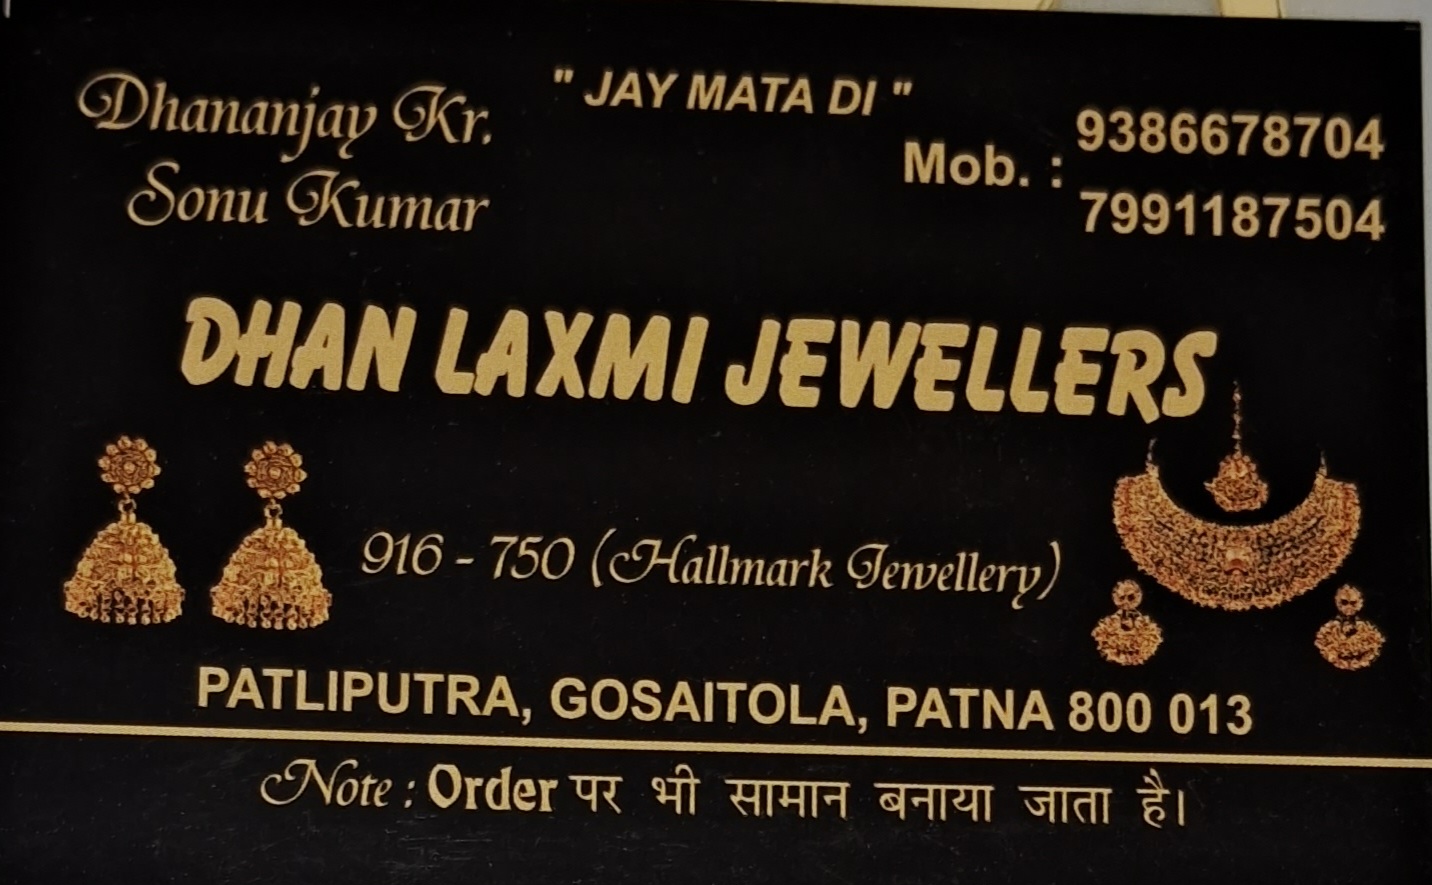 " JAY MATA DI "
Dhananjay Kr.
Sonu Kumar
Mob. : 9386678704
7991187504
DHAN LAXMI JEWELLERS
916 - 750 (Hallmark Jewellery)
PATLIPUTRA, GOSAITOLA, PATNA 800 013
Note : Order पर भी सामान बनाया जाता है।